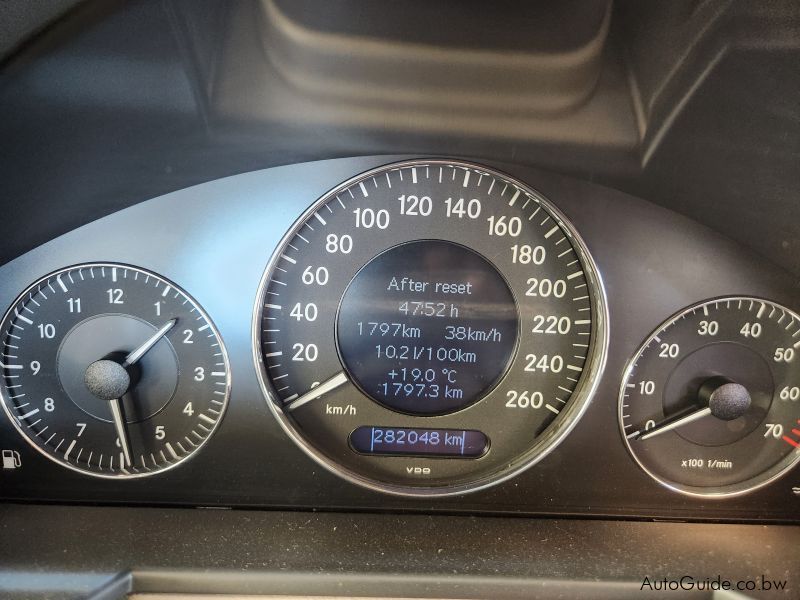 12 1 2 3 4 5 6 7 8 9 10 11
0 20 40 60 80 100 120 140 160 180 200 220 240 260
km/h
After reset
47:52 h
1797km 38km/h
10.2l/100km
+19.0 °C
1797.3 km
282048 km
VDO
0 10 20 30 40 50 60 70
x100 1/min
AutoGuide.co.bw